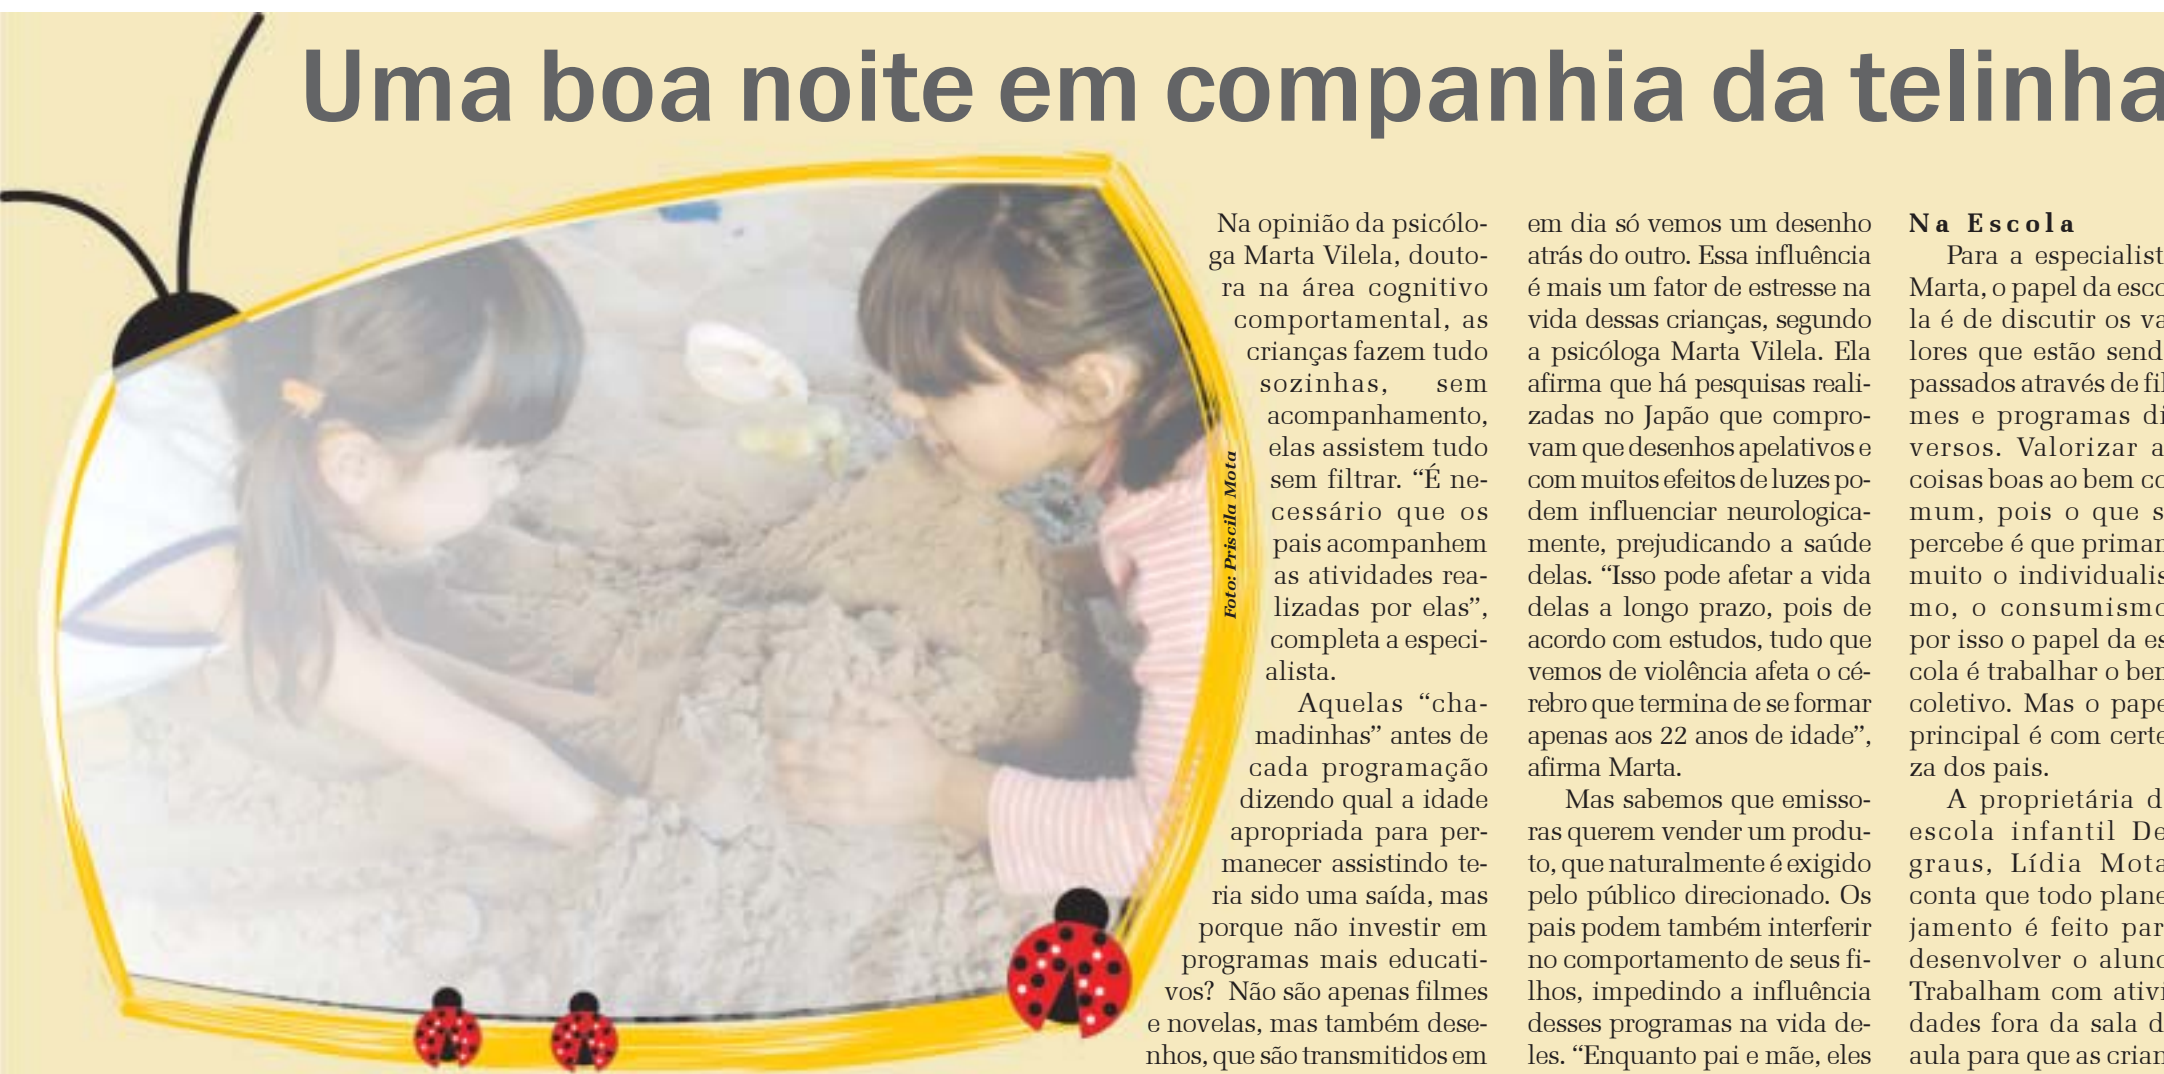 Uma boa noite em companhia da telinha
Na opinião da psicólo-
ga Marta Vilela, douto-
ra na área cognitivo
comportamental, as
crianças fazem tudo
sozinhas, sem
acompanhamento,
elas assistem tudo
sem filtrar. “É ne-
cessário que os
pais acompanhem
as atividades rea-
lizadas por elas”,
completa a especi-
alista.
Aquelas “cha-
madinhas” antes de
cada programação
dizendo qual a idade
apropriada para per-
manecer assistindo te-
ria sido uma saída, mas
porque não investir em
programas mais educati-
vos? Não são apenas filmes
e novelas, mas também dese-
nhos, que são transmitidos em
Foto: Priscila Mota
em dia só vemos um desenho
atrás do outro. Essa influência
é mais um fator de estresse na
vida dessas crianças, segundo
a psicóloga Marta Vilela. Ela
afirma que há pesquisas reali-
zadas no Japão que compro-
vam que desenhos apelativos e
com muitos efeitos de luzes po-
dem influenciar neurologica-
mente, prejudicando a saúde
delas. “Isso pode afetar a vida
delas a longo prazo, pois de
acordo com estudos, tudo que
vemos de violência afeta o cé-
rebro que termina de se formar
apenas aos 22 anos de idade”,
afirma Marta.
Mas sabemos que emisso-
ras querem vender um produ-
to, que naturalmente é exigido
pelo público direcionado. Os
pais podem também interferir
no comportamento de seus fi-
lhos, impedindo a influência
desses programas na vida de-
les. “Enquanto pai e mãe, eles
Na Escola
Para a especialist
Marta, o papel da esco
la é de discutir os va
lores que estão send
passados através de fil
mes e programas di
versos. Valorizar a
coisas boas ao bem co
mum, pois o que s
percebe é que primam
muito o individualis
mo, o consumismo
por isso o papel da es
cola é trabalhar o bem
coletivo. Mas o pape
principal é com certe
za dos pais.
A proprietária d
escola infantil De
graus, Lídia Mota
conta que todo plane
jamento é feito par
desenvolver o aluno
Trabalham com ativi
dades fora da sala d
aula para que as crian